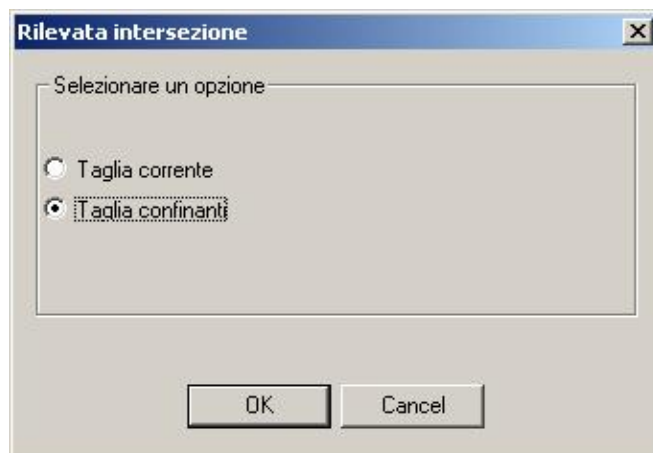 Rilevata intersezione
Selezionare un opzione
Taglia corrente
Taglia confinanti
OK
Cancel